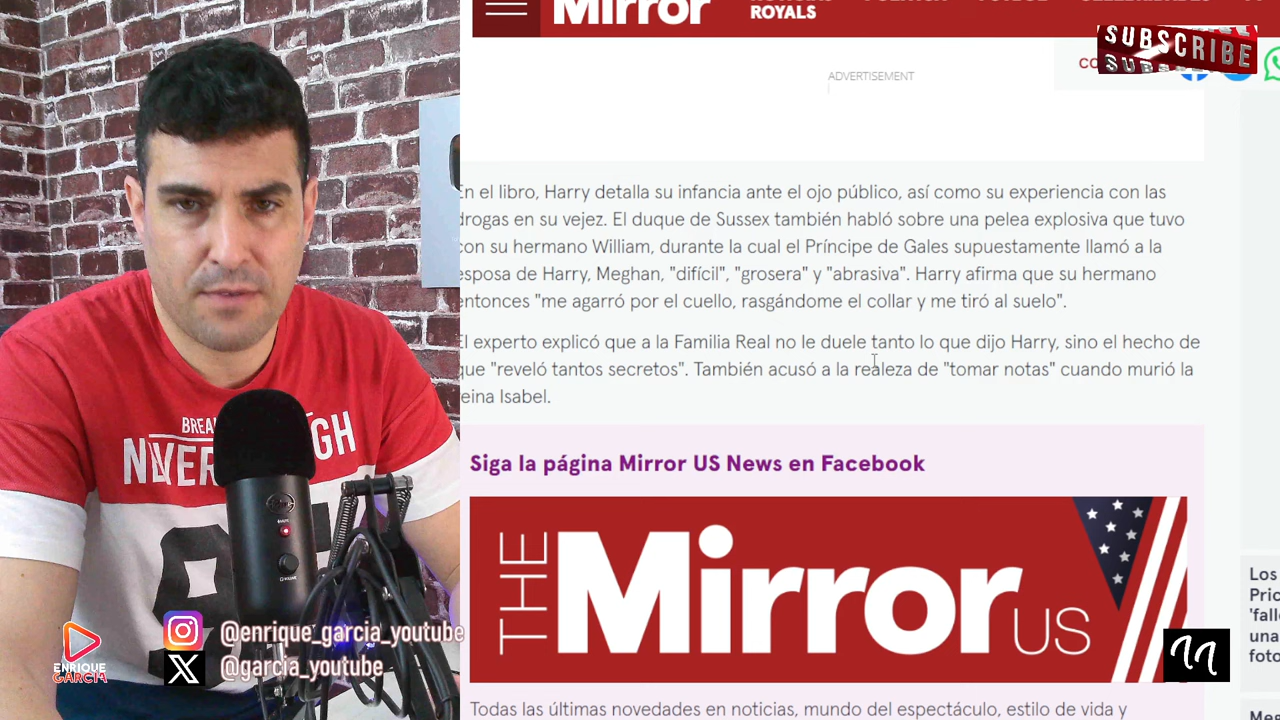 Mirror
ROYALS
SUBSCRIBE
ADVERTISEMENT
En el libro, Harry detalla su infancia ante el ojo público, así como su experiencia con las
drogas en su vejez. El duque de Sussex también habló sobre una pelea explosiva que tuvo
con su hermano William, durante la cual el Príncipe de Gales supuestamente llamó a la
esposa de Harry, Meghan, "difícil", "grosera" y "abrasiva". Harry afirma que su hermano
entonces "me agarró por el cuello, rasgándome el collar y me tiró al suelo".
El experto explicó que a la Familia Real no le duele tanto lo que dijo Harry, sino el hecho de
que "reveló tantos secretos". También acusó a la realeza de "tomar notas" cuando murió la
reina Isabel.
Siga la página Mirror US News en Facebook
THE Mirror US
Todas las últimas novedades en noticias, mundo del espectáculo, estilo de vida y
Los
'fall
una
foto
@enrique_garcia_youtube
@garcia_youtube
ENRIQUE
GARCIA